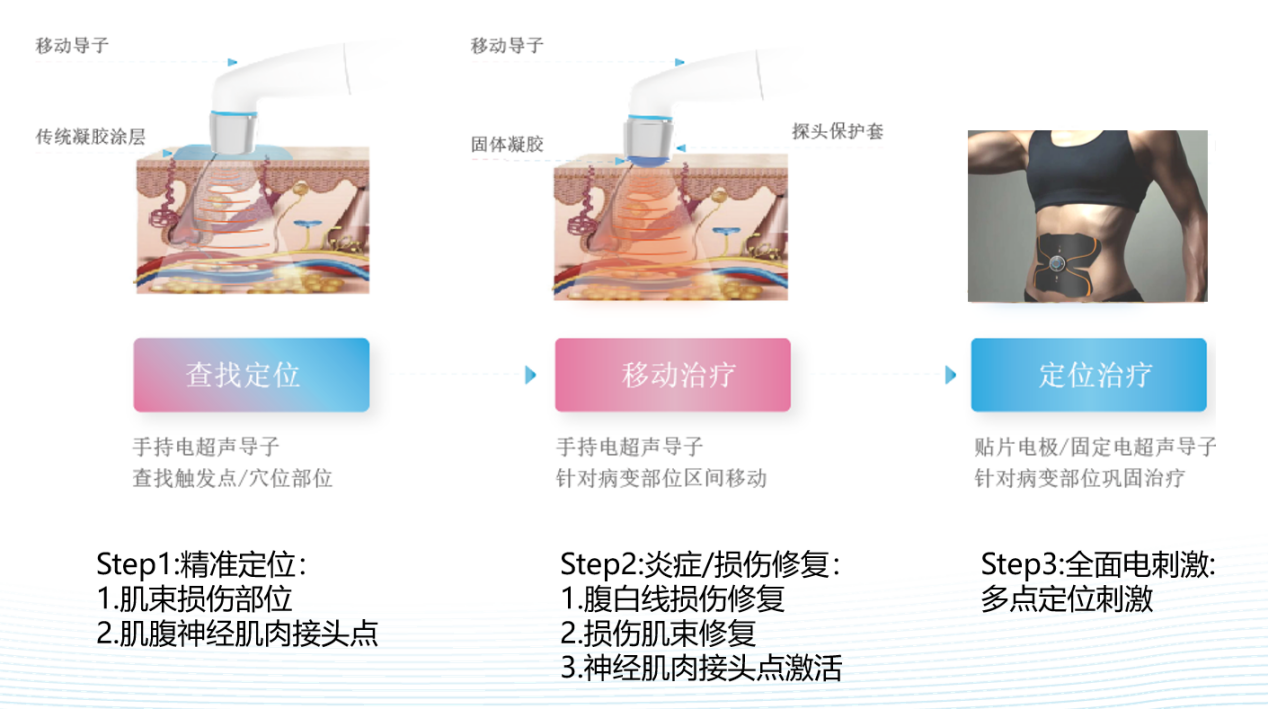 移动导子
传统凝胶涂层
移动导子
固体凝胶
探头保护套
查找定位
移动治疗
定位治疗
手持电超声导子
查找触发点/穴位部位
手持电超声导子
针对病变部位区间移动
贴片电极/固定电超声导子
针对病变部位巩固治疗
Step1:精准定位：
1.肌束损伤部位
2.肌腹神经肌肉接头点
Step2:炎症/损伤修复：
1.腹白线损伤修复
2.损伤肌束修复
3.神经肌肉接头点激活
Step3:全面电刺激:
多点定位刺激